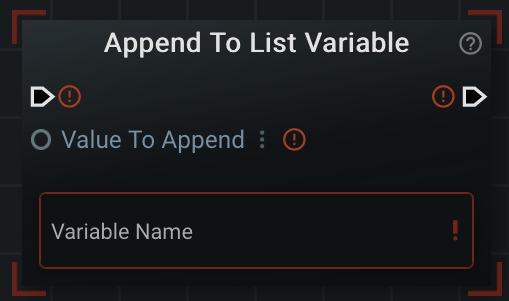 Append To List Variable ?
!
!
Value To Append !
Variable Name !